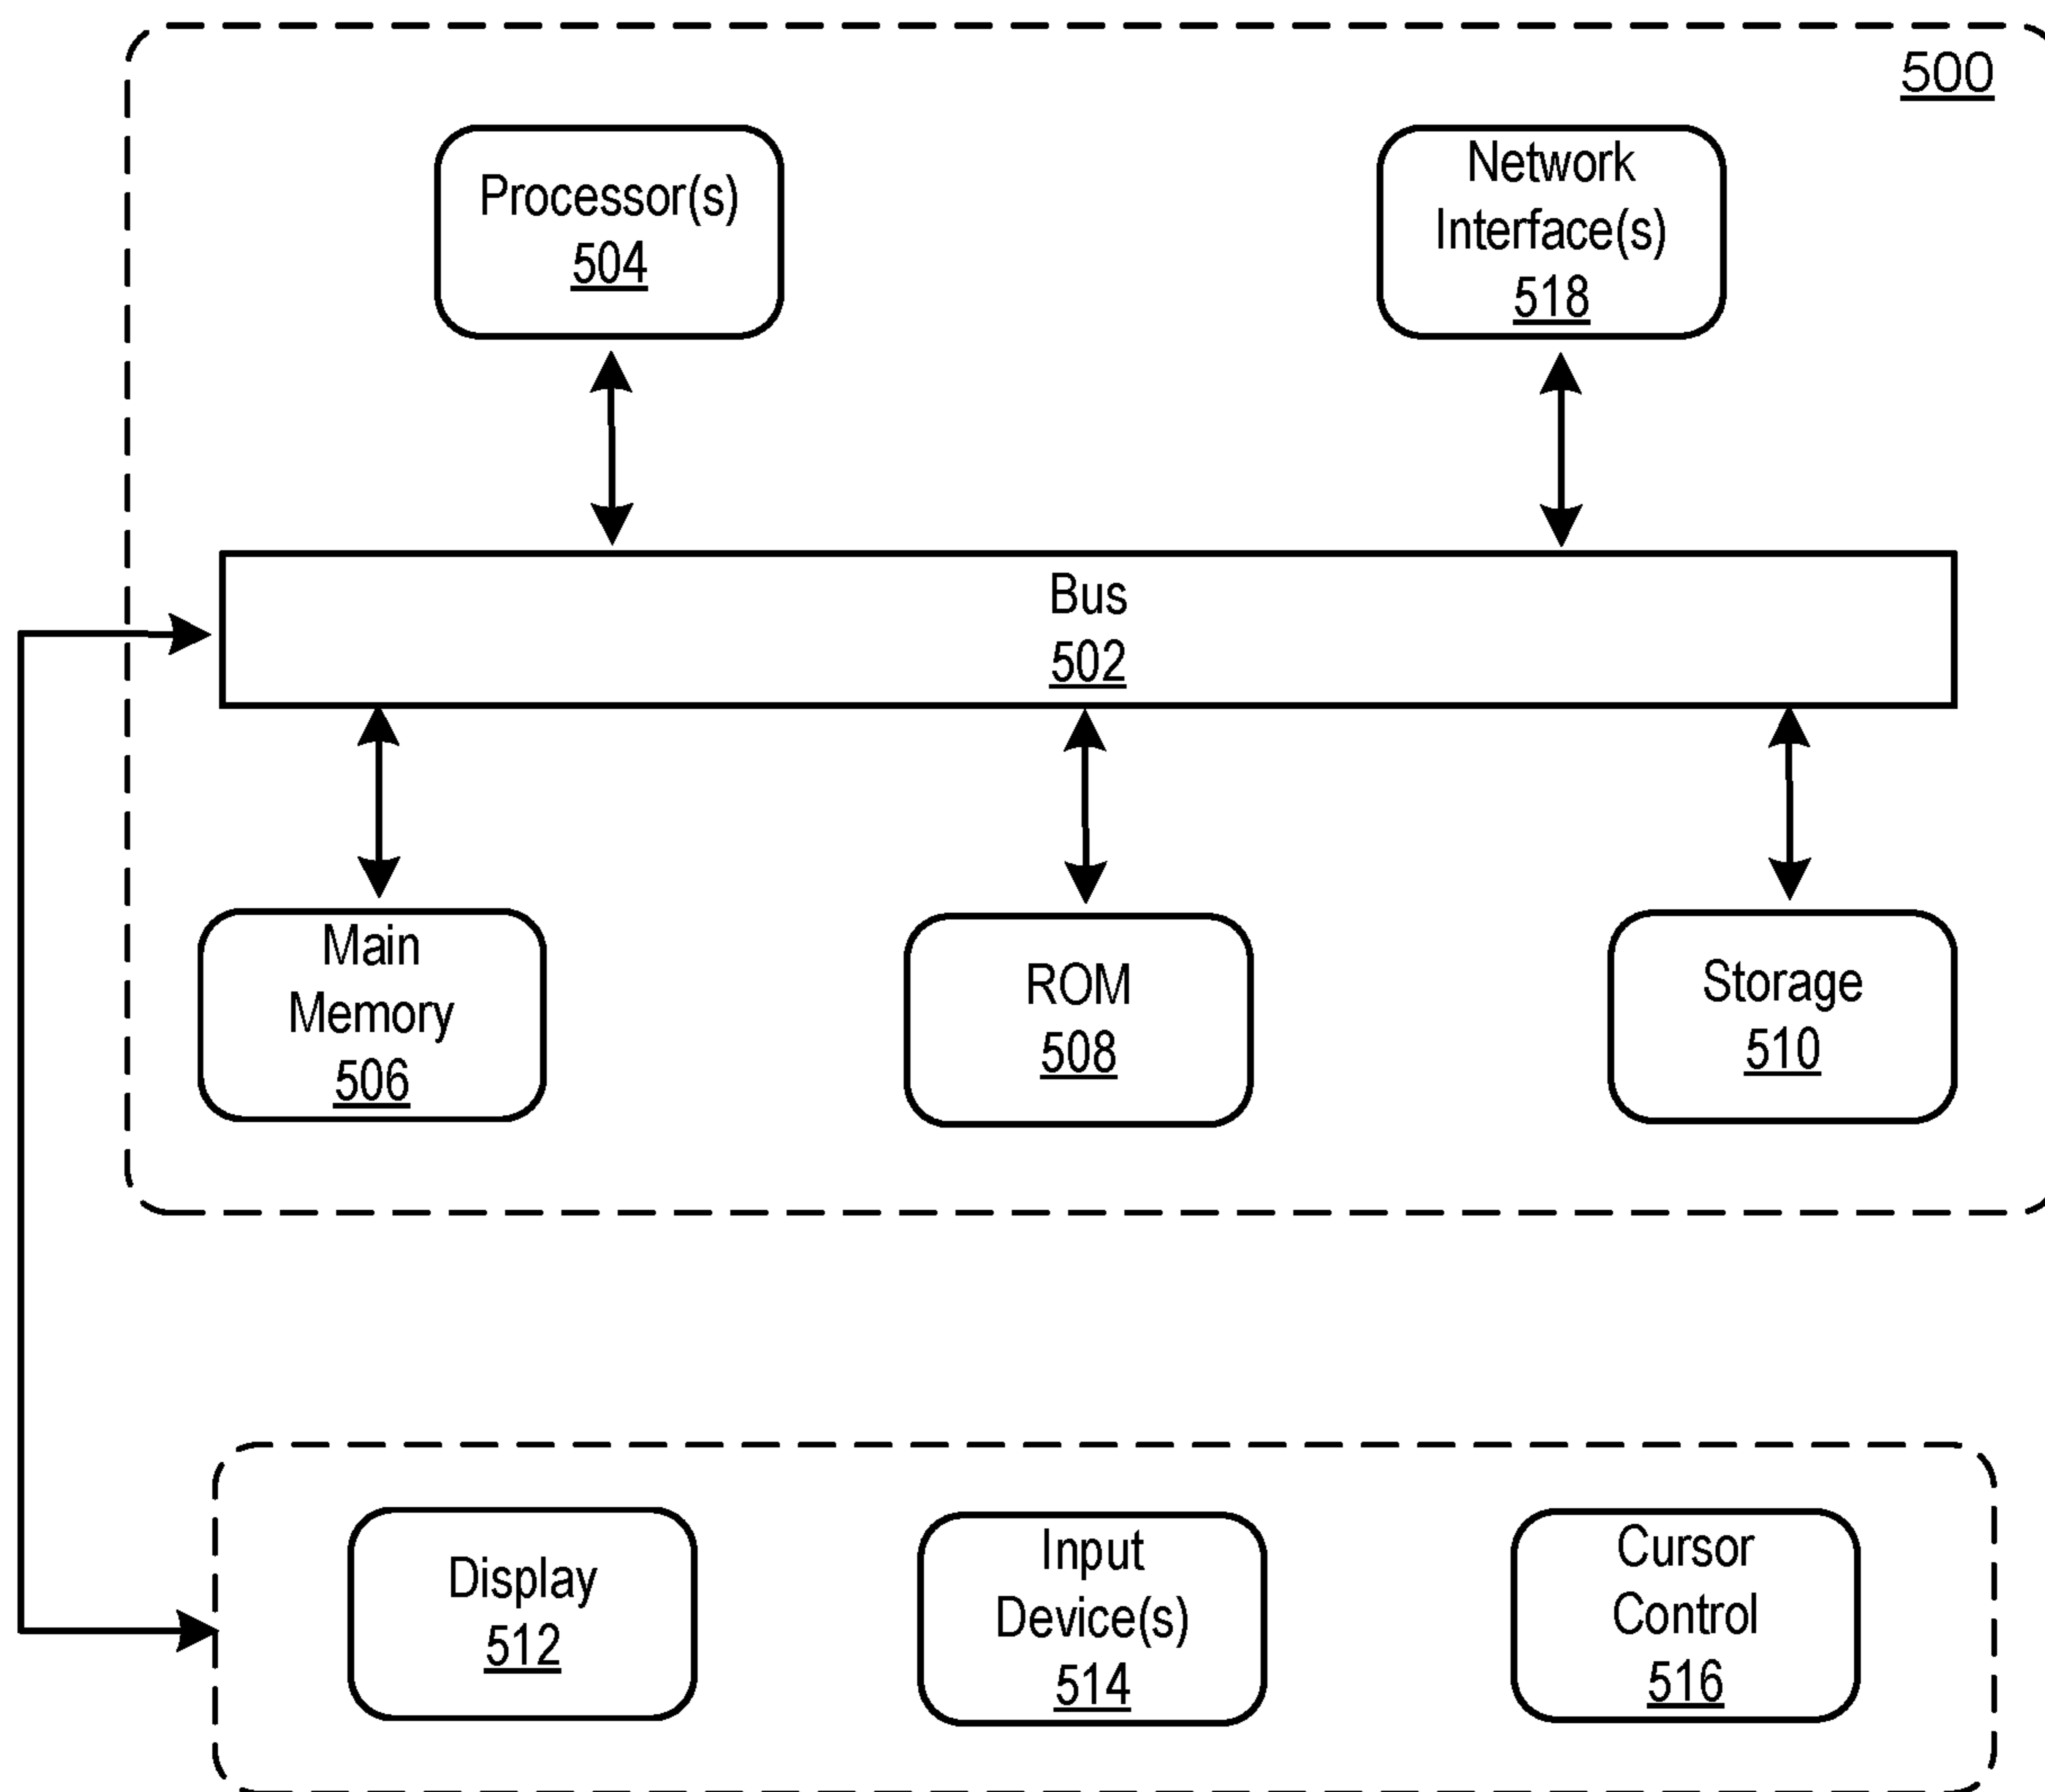 500
Processor(s)
504
Network
Interface(s)
518
Bus
502
Main
Memory
506
ROM
508
Storage
510
Display
512
Input
Device(s)
514
Cursor
Control
516